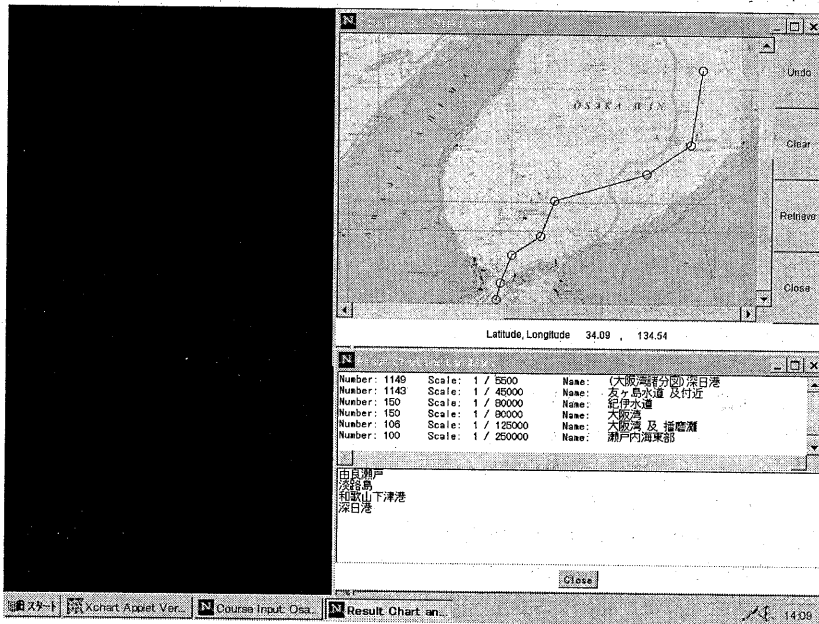 Undo
ŌSAKA WAN
Clear
Retrieve
Close
Latitude, Longitude 34.09 , 134.54
Number: 1149 Scale: 1 / 5500 Name: (大阪湾諸分図)深日港
Number: 1143 Scale: 1 / 45000 Name: 友ヶ島水道 及付近
Number: 150 Scale: 1 / 80000 Name: 紀伊水道
Number: 150 Scale: 1 / 80000 Name: 大阪湾
Number: 106 Scale: 1 / 125000 Name: 大阪湾 及 播磨灘
Number: 100 Scale: 1 / 250000 Name: 瀬戸内海東部
由良瀬戸
淡路島
和歌山下津港
深日港
Close
スタート Xchart Applet Ver... Course Input: Osa... Result Chart an... 14:09